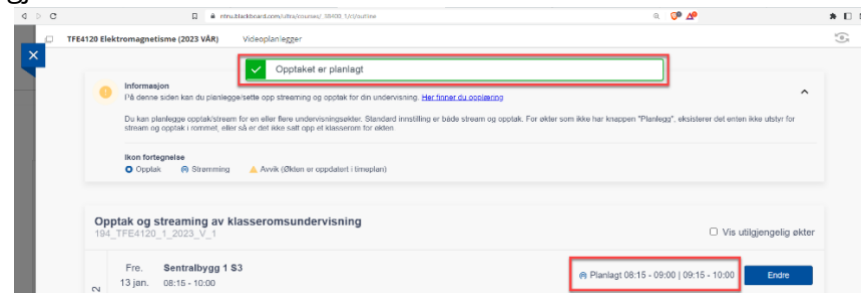 ntnu.blackboard.com/ultra/courses/_38408_1/cl/outline
TFE4120 Elektromagnetisme (2023 VÅR) Videoplanlegger
Opptaket er planlagt
Informasjon
På denne siden kan du planlegge/sette opp streaming og opptak for din undervisning. Her finner du opplæring
Du kan planlegge opptak/stream for en eller flere undervisningsøkter. Standard innstilling er både stream og opptak. For økter som ikke har knappen "Planlegg", eksisterer det enten ikke utstyr for
stream og opptak i rommet, eller så er det ikke satt opp et klasserom for økten.
Ikon fortegnelse
Opptak Strømming Avvik (Økten er oppdatert i timeplan)
Opptak og streaming av klasseromsundervisning
194_TFE4120_1_2023_V_1
Vis utilgjengelig økter
Fre. Sentralbygg 1 S3
Planlagt 08:15 - 09:00 | 09:15 - 10:00 Endre
13 jan. 08:15 - 10:00
2